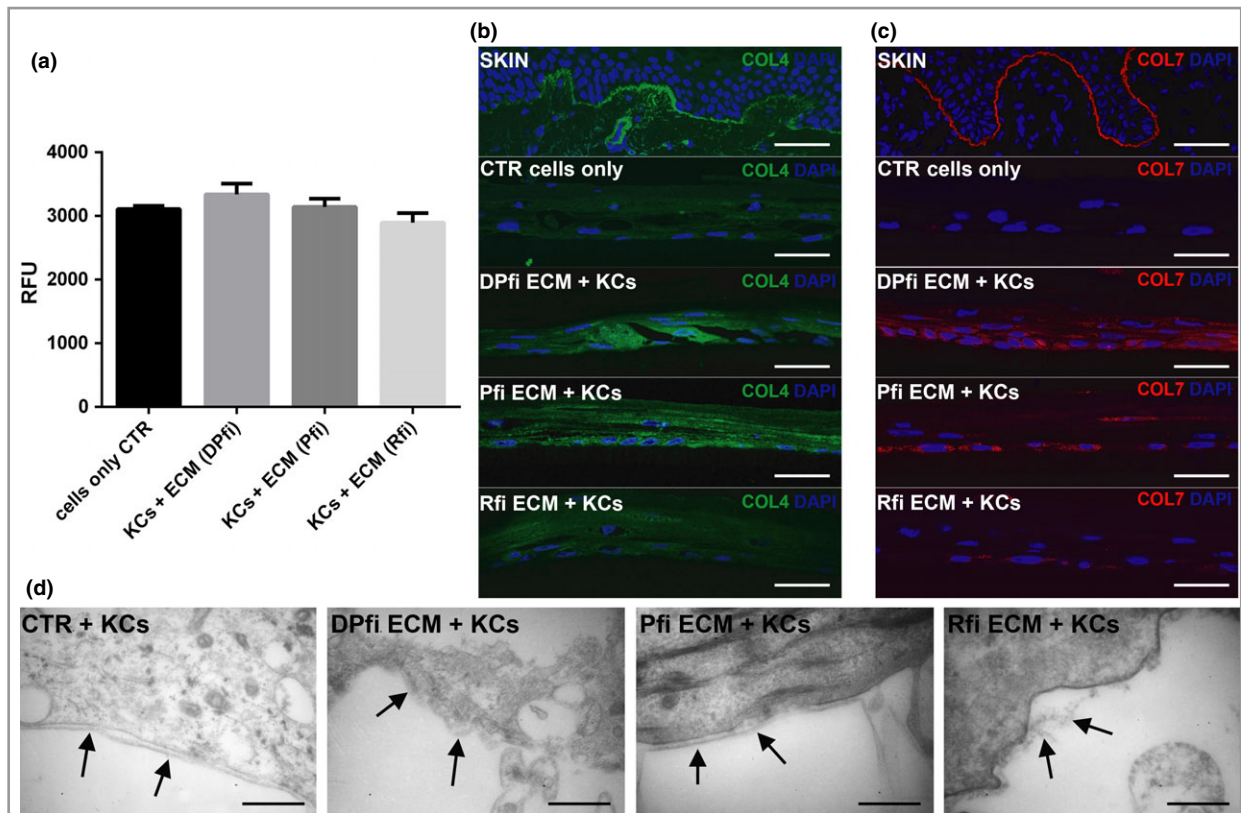 (a)
4000
3000
2000
1000
0
RFU
cells only CTR
KCs + ECM (DPfi)
KCs + ECM (Pfi)
KCs + ECM (Rfi)
(b)
SKIN COL4 DAPI
CTR cells only COL4 DAPI
DPfi ECM + KCs COL4 DAPI
Pfi ECM + KCs COL4 DAPI
Rfi ECM + KCs COL4 DAPI
(c)
SKIN COL7 DAPI
CTR cells only COL7 DAPI
DPfi ECM + KCs COL7 DAPI
Pfi ECM + KCs COL7 DAPI
Rfi ECM + KCs COL7 DAPI
(d)
CTR + KCs
DPfi ECM + KCs
Pfi ECM + KCs
Rfi ECM + KCs